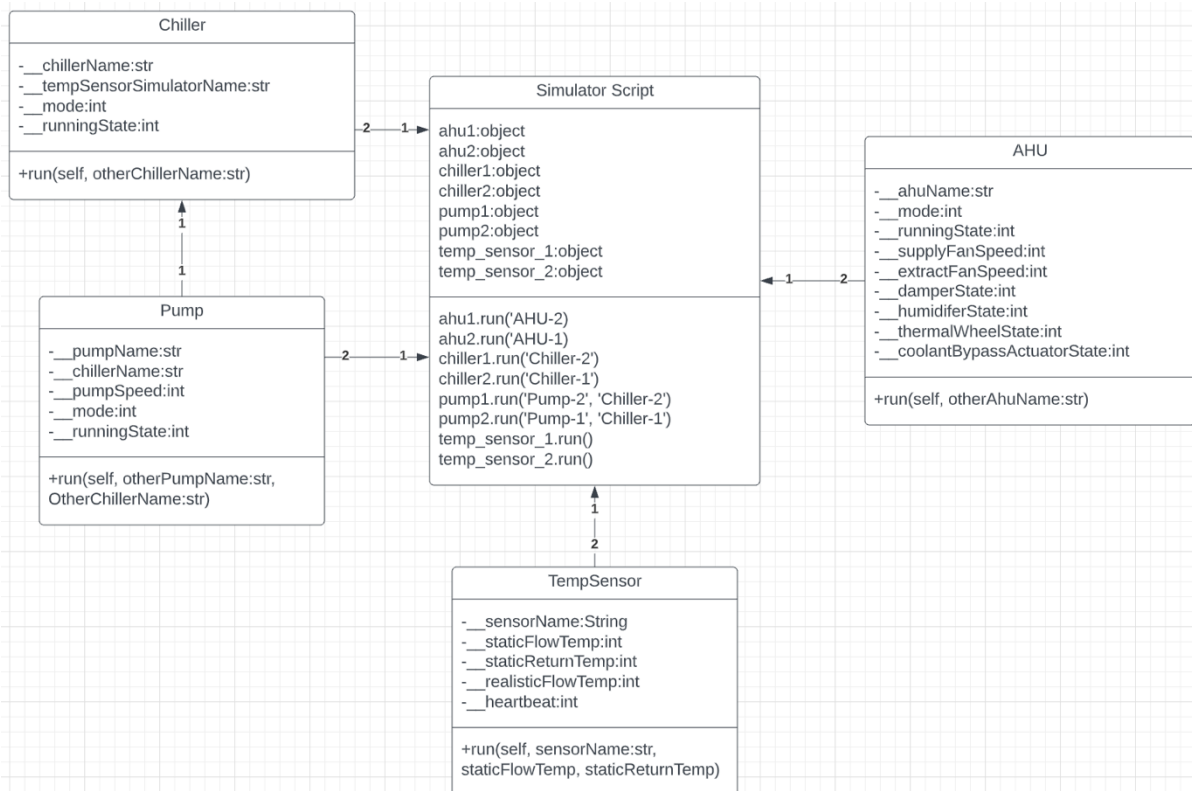 Chiller
-__chillerName:str
-__tempSensorSimulatorName:str
-__mode:int
-__runningState:int
+run(self, otherChillerName:str)
2
1
1
1
Pump
-__pumpName:str
-__chillerName:str
-__pumpSpeed:int
-__mode:int
-__runningState:int
+run(self, otherPumpName:str,
OtherChillerName:str)
2
1
Simulator Script
ahu1:object
ahu2:object
chiller1:object
chiller2:object
pump1:object
pump2:object
temp_sensor_1:object
temp_sensor_2:object
ahu1.run('AHU-2)
ahu2.run('AHU-1)
chiller1.run('Chiller-2')
chiller2.run('Chiller-1')
pump1.run('Pump-2', 'Chiller-2')
pump2.run('Pump-1', 'Chiller-1')
temp_sensor_1.run()
temp_sensor_2.run()
1
2
AHU
-__ahuName:str
-__mode:int
-__runningState:int
-__supplyFanSpeed:int
-__extractFanSpeed:int
-__damperState:int
-__humidiferState:int
-__thermalWheelState:int
-__coolantBypassActuatorState:int
+run(self, otherAhuName:str)
1
2
TempSensor
-__sensorName:String
-__staticFlowTemp:int
-__staticReturnTemp:int
-__realisticFlowTemp:int
-__heartbeat:int
+run(self, sensorName:str,
staticFlowTemp, staticReturnTemp)